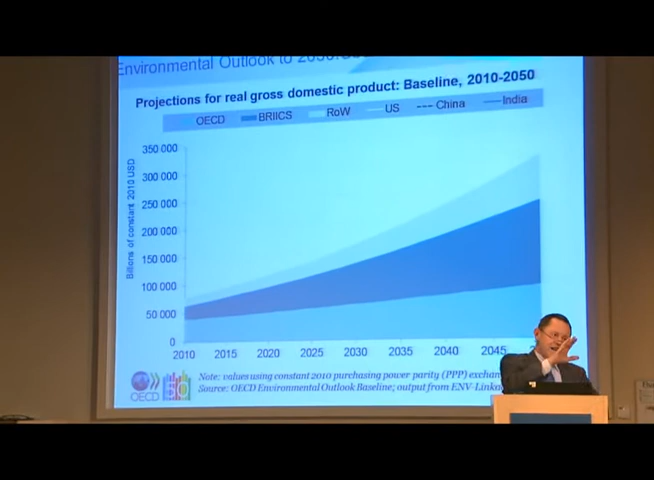 Environmental Outlook to 2050:
Projections for real gross domestic product: Baseline, 2010-2050
OECD BRIICS RoW US China India
Billions of constant 2010 USD
350 000
300 000
250 000
200 000
150 000
100 000
50 000
0
2010 2015 2020 2025 2030 2035 2040 2045
OECD 50
Note: values using constant 2010 purchasing power parity (PPP) exchan
Source: OECD Environmental Outlook Baseline; output from ENV-Linka